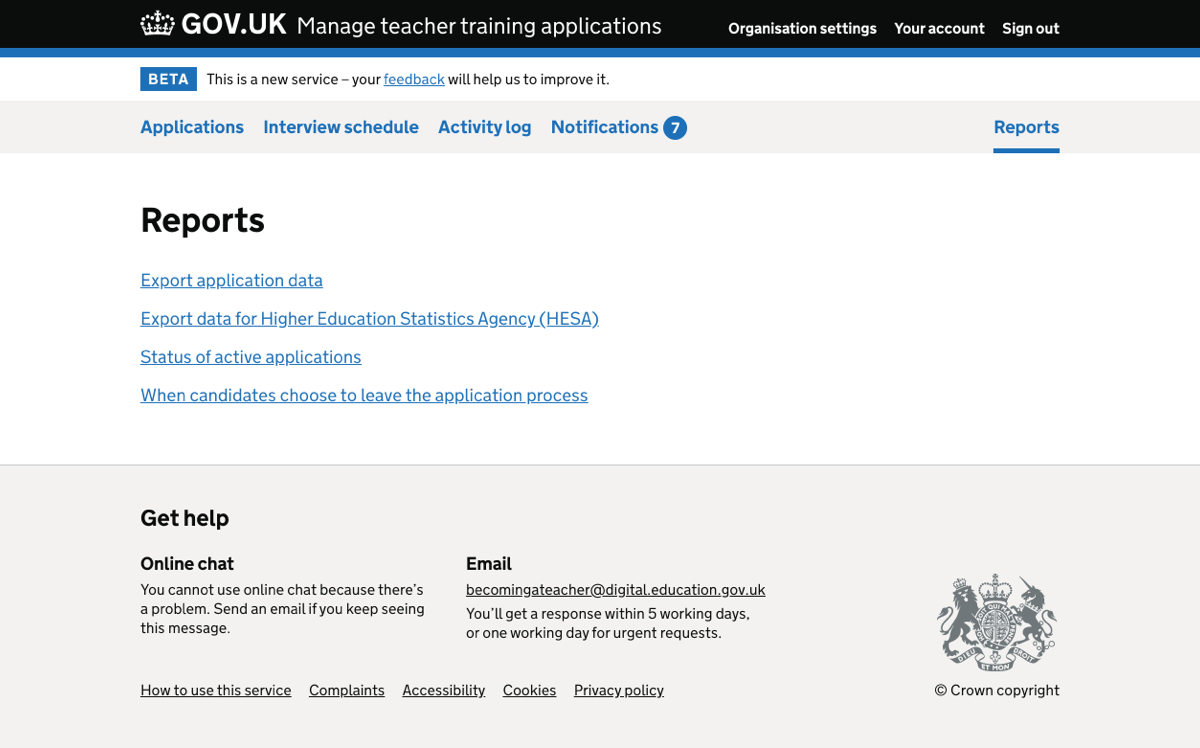 GOV.UK Manage teacher training applications Organisation settings Your account Sign out
BETA This is a new service – your feedback will help us to improve it.
Applications Interview schedule Activity log Notifications 7 Reports
Reports
Export application data
Export data for Higher Education Statistics Agency (HESA)
Status of active applications
When candidates choose to leave the application process
Get help
Online chat
You cannot use online chat because there’s
a problem. Send an email if you keep seeing
this message.
Email
becomingateacher@digital.education.gov.uk
You’ll get a response within 5 working days,
or one working day for urgent requests.
DIEU ET MON DROIT
How to use this service Complaints Accessibility Cookies Privacy policy
© Crown copyright